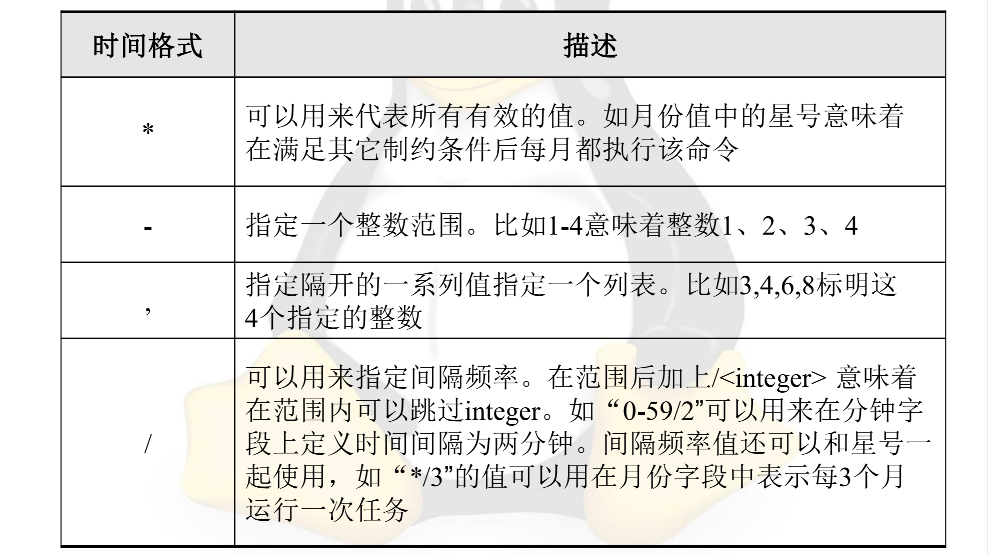 时间格式 描述
*
可以用来代表所有有效的值。如月份值中的星号意味着
在满足其它制约条件后每月都执行该命令
-
指定一个整数范围。比如1-4意味着整数1、2、3、4
,
指定隔开的一系列值指定一个列表。比如3,4,6,8标明这
4个指定的整数
/
可以用来指定间隔频率。在范围后加上/<integer> 意味着
在范围内可以跳过integer。如“0-59/2”可以用来在分钟字
段上定义时间间隔为两分钟。间隔频率值还可以和星号一
起使用，如“*/3”的值可以用在月份字段中表示每3个月
运行一次任务